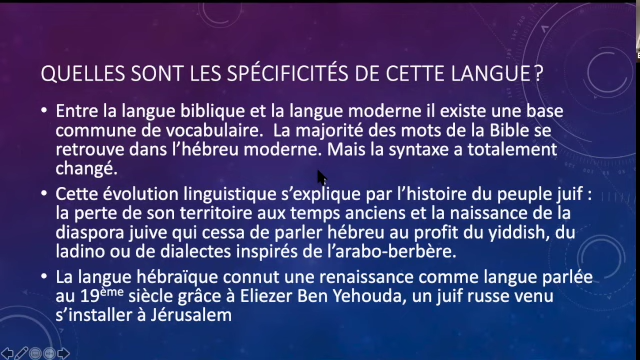 QUELLES SONT LES SPÉCIFICITÉS DE CETTE LANGUE ?
• Entre la langue biblique et la langue moderne il existe une base
commune de vocabulaire. La majorité des mots de la Bible se
retrouve dans l'hébreu moderne. Mais la syntaxe a totalement
changé.
• Cette évolution linguistique s'explique par l'histoire du peuple juif :
la perte de son territoire aux temps anciens et la naissance de la
diaspora juive qui cessa de parler hébreu au profit du yiddish, du
ladino ou de dialectes inspirés de l'arabo-berbère.
• La langue hébraïque connut une renaissance comme langue parlée
au 19ème siècle grâce à Eliezer Ben Yehouda, un juif russe venu
s'installer à Jérusalem